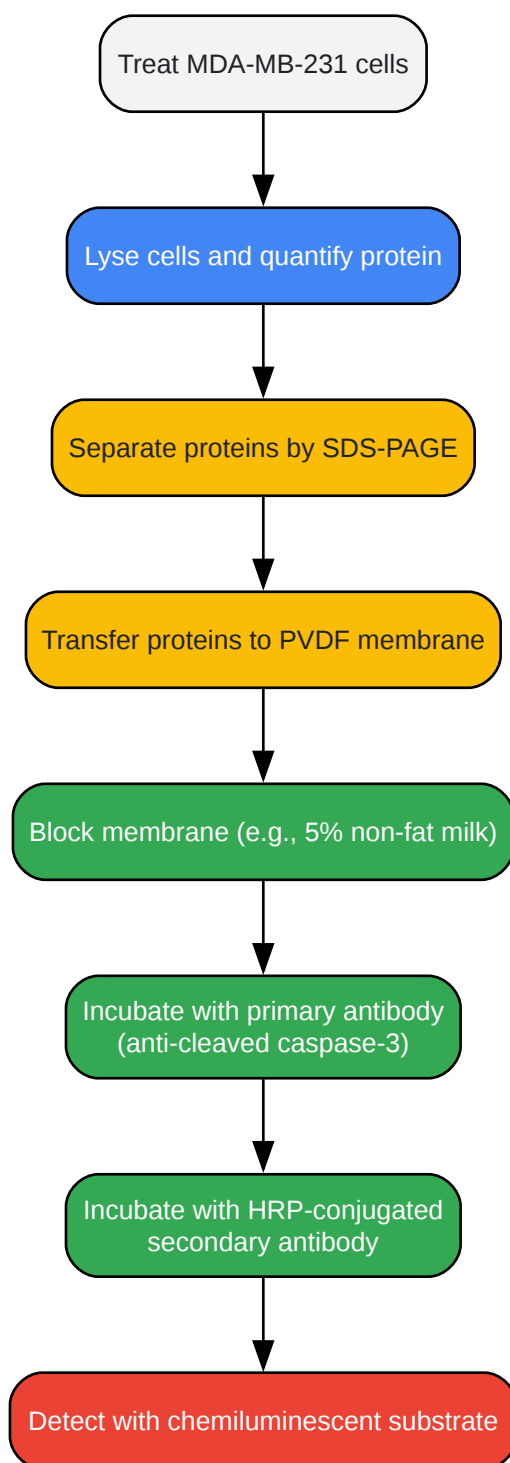 Treat MDA-MB-231 cells
Lyse cells and quantify protein
Separate proteins by SDS-PAGE
Transfer proteins to PVDF membrane
Block membrane (e.g., 5% non-fat milk)
Incubate with primary antibody
(anti-cleaved caspase-3)
Incubate with HRP-conjugated
secondary antibody
Detect with chemiluminescent substrate